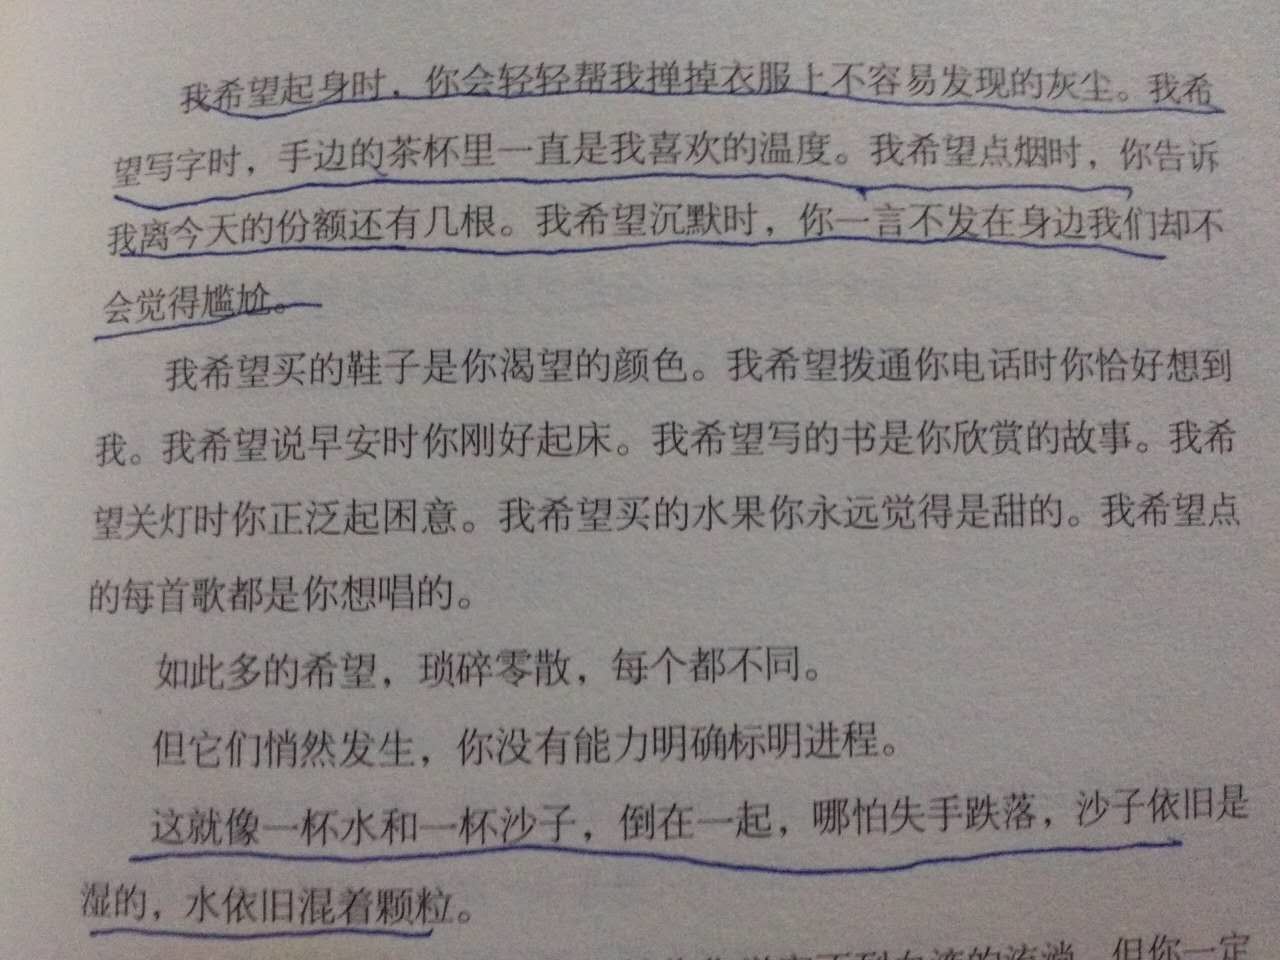 我希望起身时，你会轻轻帮我掸掉衣服上不容易发现的灰尘。我希
望写字时，手边的茶杯里一直是我喜欢的温度。我希望点烟时，你告诉
我离今天的份额还有几根。我希望沉默时，你一言不发在身边我们却不
会觉得尴尬。
我希望买的鞋子是你渴望的颜色。我希望拨通你电话时你恰好想到
我。我希望说早安时你刚好起床。我希望写的书是你欣赏的故事。我希
望关灯时你正泛起困意。我希望买的水果你永远觉得是甜的。我希望点
的每首歌都是你想唱的。
如此多的希望，琐碎零散，每个都不同。
但它们悄然发生，你没有能力明确标明进程。
这就像一杯水和一杯沙子，倒在一起，哪怕失手跌落，沙子依旧是
湿的，水依旧混着颗粒。
但你一定